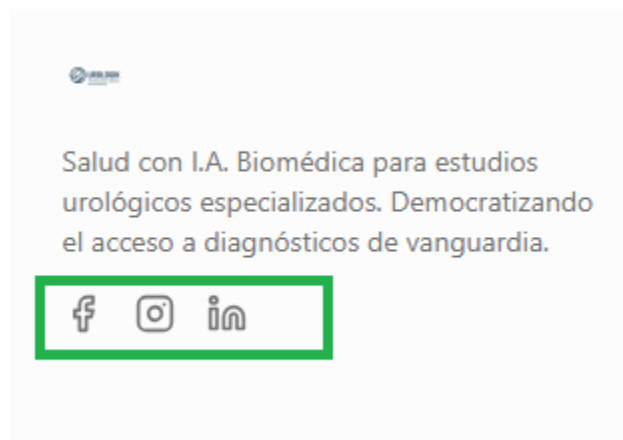 Salud con I.A. Biomédica para estudios
urológicos especializados. Democratizando
el acceso a diagnósticos de vanguardia.